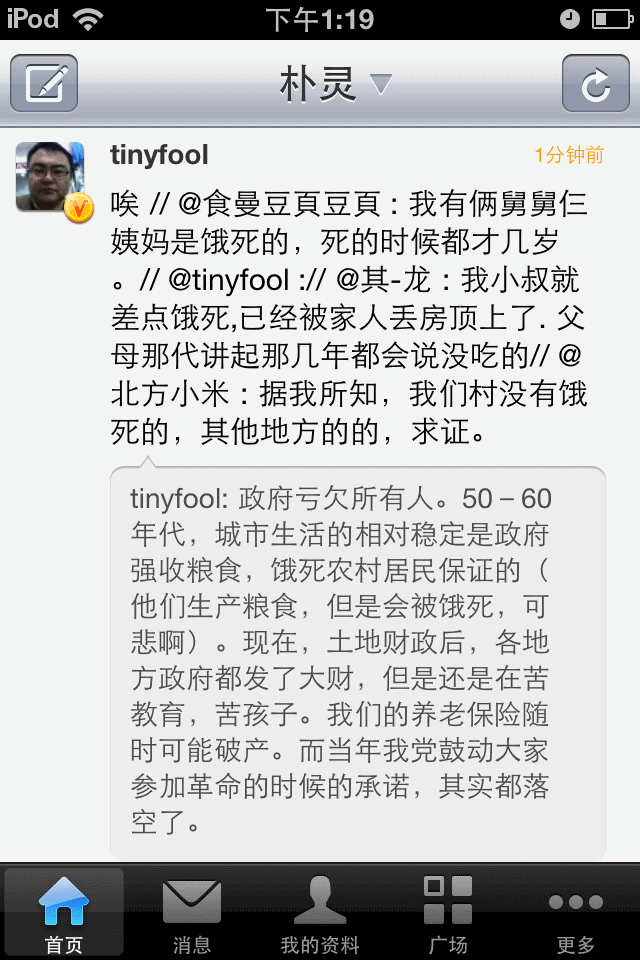 iPod 下午1:19
朴灵
tinyfool 1分钟前
唉 // @食曼豆頁豆頁 : 我有俩舅舅仨
姨妈是饿死的，死的时候都才几岁
。// @tinyfool :// @其-龙 : 我小叔就
差点饿死,已经被家人丢房顶上了. 父
母那代讲起那几年都会说没吃的// @
北方小米 : 据我所知，我们村没有饿
死的，其他地方的的，求证。
tinyfool: 政府亏欠所有人。50－60
年代，城市生活的相对稳定是政府
强收粮食，饿死农村居民保证的（
他们生产粮食，但是会被饿死，可
悲啊）。现在，土地财政后，各地
方政府都发了大财，但是还是在苦
教育，苦孩子。我们的养老保险随
时可能破产。而当年我党鼓动大家
参加革命的时候的承诺，其实都落
空了。
首页 消息 我的资料 广场 更多